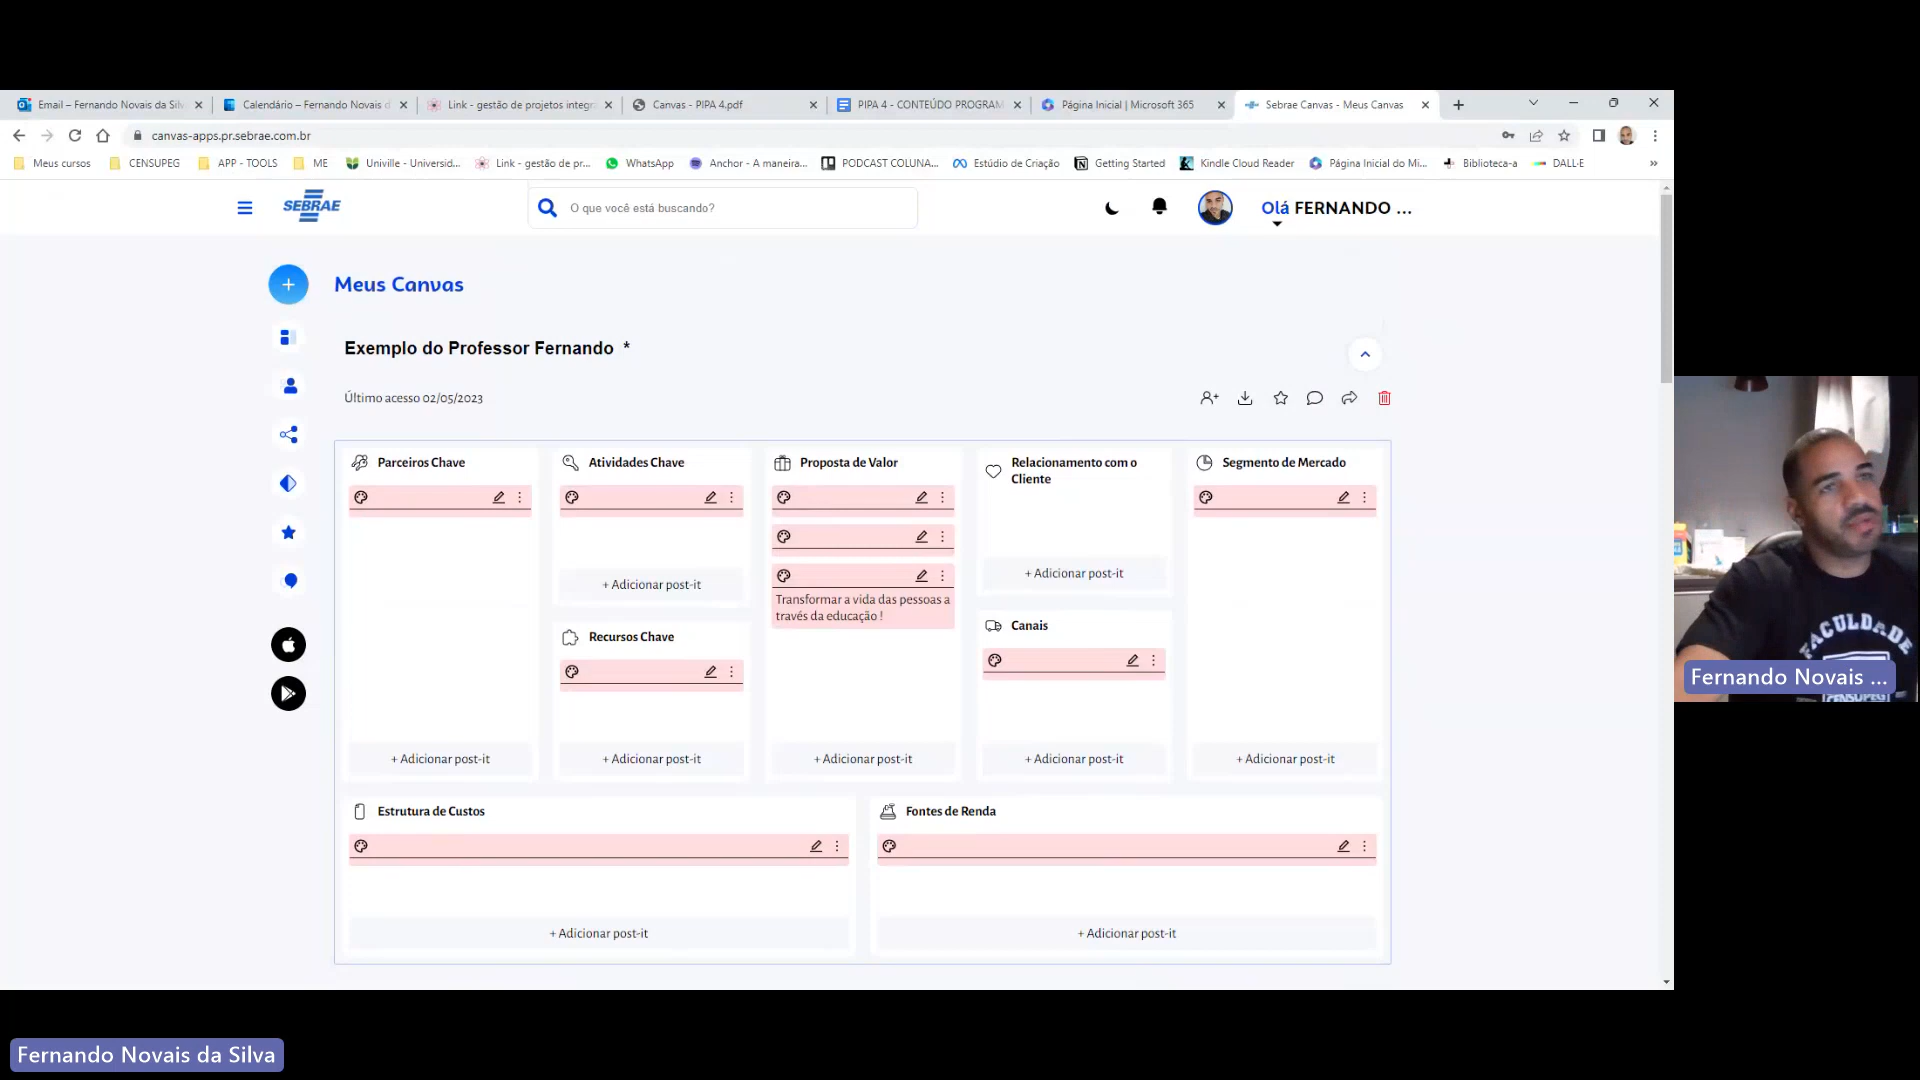 Email – Fernando Novais da Silv
Calendário – Fernando Novais d
Link - gestão de projetos integra
Canvas - PIPA 4.pdf
PIPA 4 - CONTEÚDO PROGRAM
Página Inicial | Microsoft 365
Sebrae Canvas - Meus Canvas
canvas-apps.pr.sebrae.com.br
Meus cursos
CENSUPEG
APP - TOOLS
ME
Univille - Universid...
Link - gestão de pr...
WhatsApp
Anchor - A maneira...
PODCAST COLUNA...
Estúdio de Criação
Getting Started
Kindle Cloud Reader
Página Inicial do Mi...
Biblioteca-a
DALL·E
SEBRAE
O que você está buscando?
Olá FERNANDO ...
Meus Canvas
Exemplo do Professor Fernando *
Último acesso 02/05/2023
Parceiros Chave
+ Adicionar post-it
Atividades Chave
+ Adicionar post-it
Recursos Chave
+ Adicionar post-it
Proposta de Valor
Transformar a vida das pessoas a
través da educação !
+ Adicionar post-it
Relacionamento com o
Cliente
+ Adicionar post-it
Canais
+ Adicionar post-it
Segmento de Mercado
+ Adicionar post-it
Estrutura de Custos
+ Adicionar post-it
Fontes de Renda
+ Adicionar post-it
FACULDADE
CENSUPEG
Fernando Novais ...
Fernando Novais da Silva